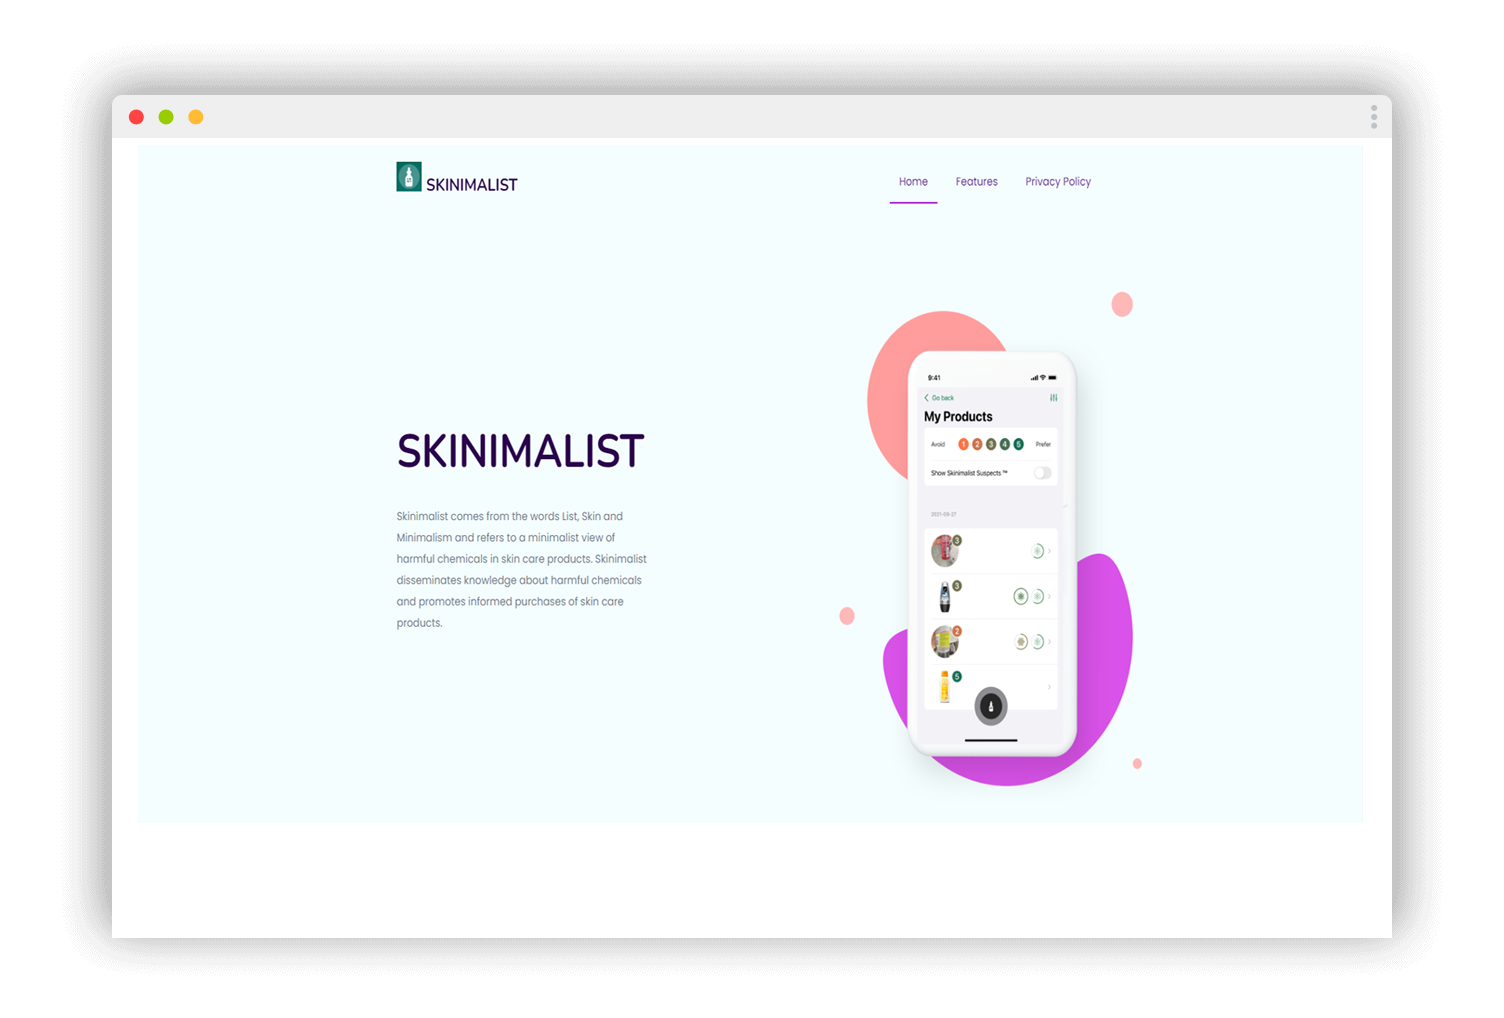 SKINIMALIST
Home
Features
Privacy Policy
SKINIMALIST
Skinimalist comes from the words List, Skin and
Minimalism and refers to a minimalist view of
harmful chemicals in skin care products. Skinimalist
disseminates knowledge about harmful chemicals
and promotes informed purchases of skin care
products.
9:41
Go back
My Products
Avoid 1 2 3 4 5 Prefer
Show Skinimalist Suspects ™
2021-09-27
3
3
2
5